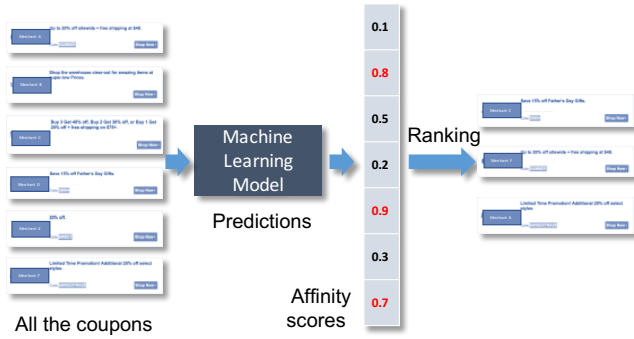 Merchant A
Up to 20% off sitewide + free shipping at $49.
Shop Now
Merchant B
Shop the warehouse clear-out for amazing items at
super-low Prices.
Shop Now
Merchant C
Buy 3 Get 40% off, Buy 2 Get 30% off, or Buy 1 Get
20% off + free shipping on $75+.
Shop Now
Merchant D
Save 15% off Father's Day Gifts.
Shop Now
Merchant E
20% off.
Shop Now
Merchant F
Limited Time Promotion! Additional 25% off select
styles.
Shop Now
All the coupons
Machine
Learning
Model
Predictions
0.1
0.8
0.5
0.2
0.9
0.3
0.7
Affinity
scores
Ranking
Save 15% off Father's Day Gifts.
Shop Now
Up to 20% off sitewide + free shipping at $49.
Shop Now
Limited Time Promotion! Additional 25% off select
styles.
Shop Now